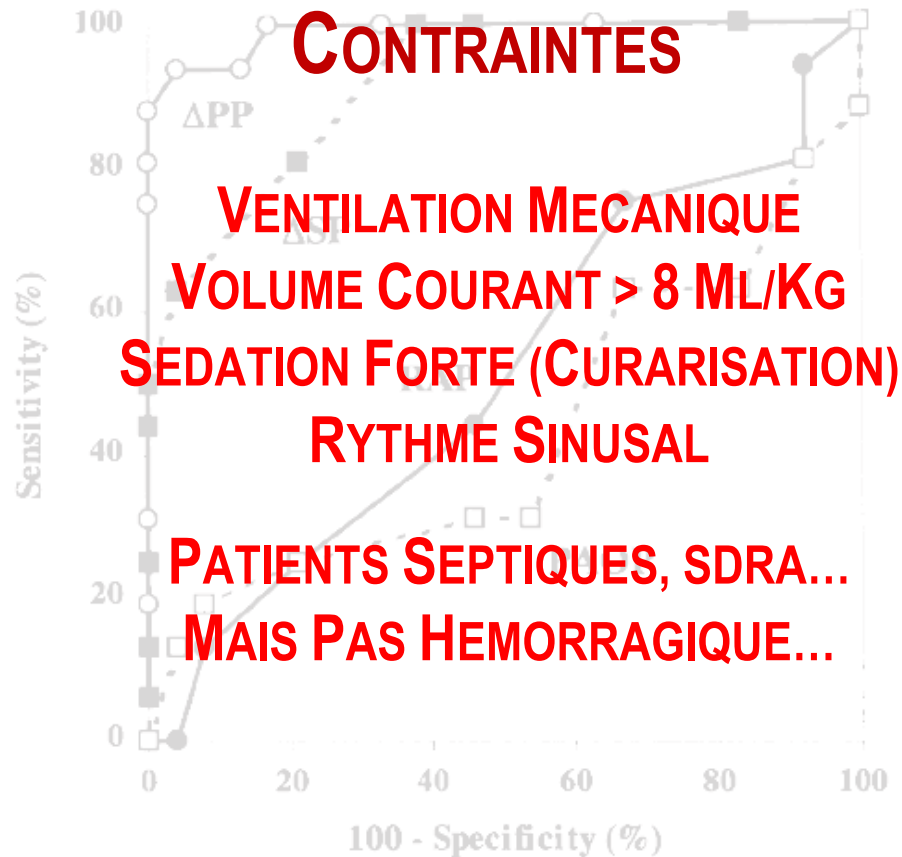 CONTRAINTES
VENTILATION MECANIQUE
VOLUME COURANT > 8 ML/KG
SEDATION FORTE (CURARISATION)
RYTHME SINUSAL
PATIENTS SEPTIQUES, SDRA...
MAIS PAS HEMORRAGIQUE...
Sensitivity (%)
100
80
60
40
20
0
ΔPP
RAP
0 20 40 60 80 100
100 - Specificity (%)